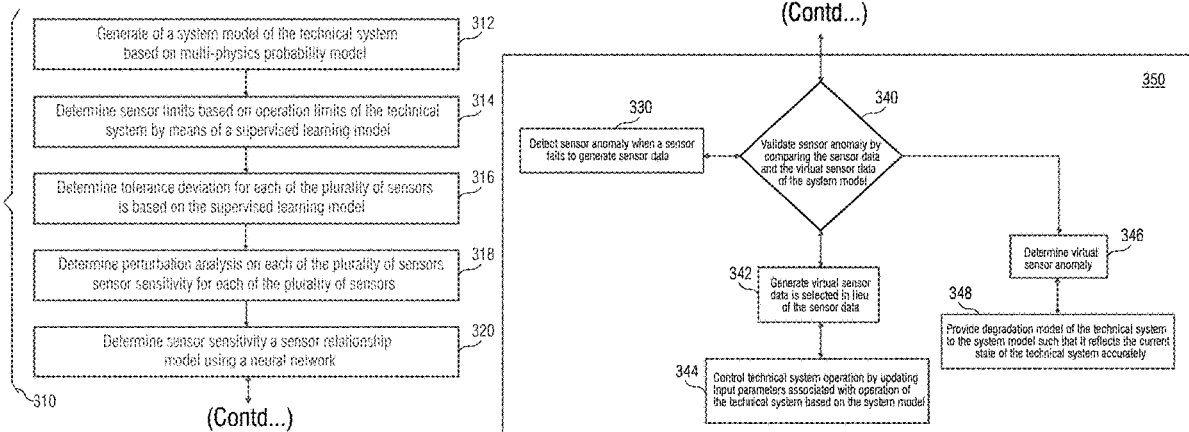 Generate of a system model of the technical system
based on multi-physics probability model
312
Determine sensor limits based on operation limits of the technical
system by means of a supervised learning model
314
Determine tolerance deviation for each of the plurality of sensors
is based on the supervised learning model
316
Determine perturbation analysis on each of the plurality of sensors
sensor sensitivity for each of the plurality of sensors
318
Determine sensor sensitivity a sensor relationship
model using a neural network
320
310
(Contd...)
(Contd...)
350
340
330
Detect sensor anomaly when a sensor
fails to generate sensor data
Validate sensor anomaly by
comparing the sensor data
and the virtual sensor data
of the system model
346
Determine virtual
sensor anomaly
342
Generate virtual sensor
data is selected in lieu
of the sensor data
348
Provide degradation model of the technical system
to the system model such that it reflects the current
state of the technical system accurately
344
Control technical system operation by updating
Input parameters associated with operation of
the technical system based on the system model